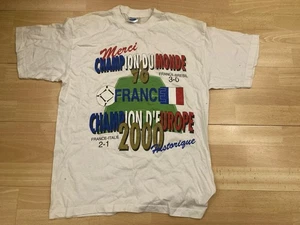 Merci
CHAMPION DU MONDE
FRANCE-BRESIL
3-0
FRANCE
CHAMPION D'EUROPE
FRANCE-ITALIE
2-1
2000
Historique